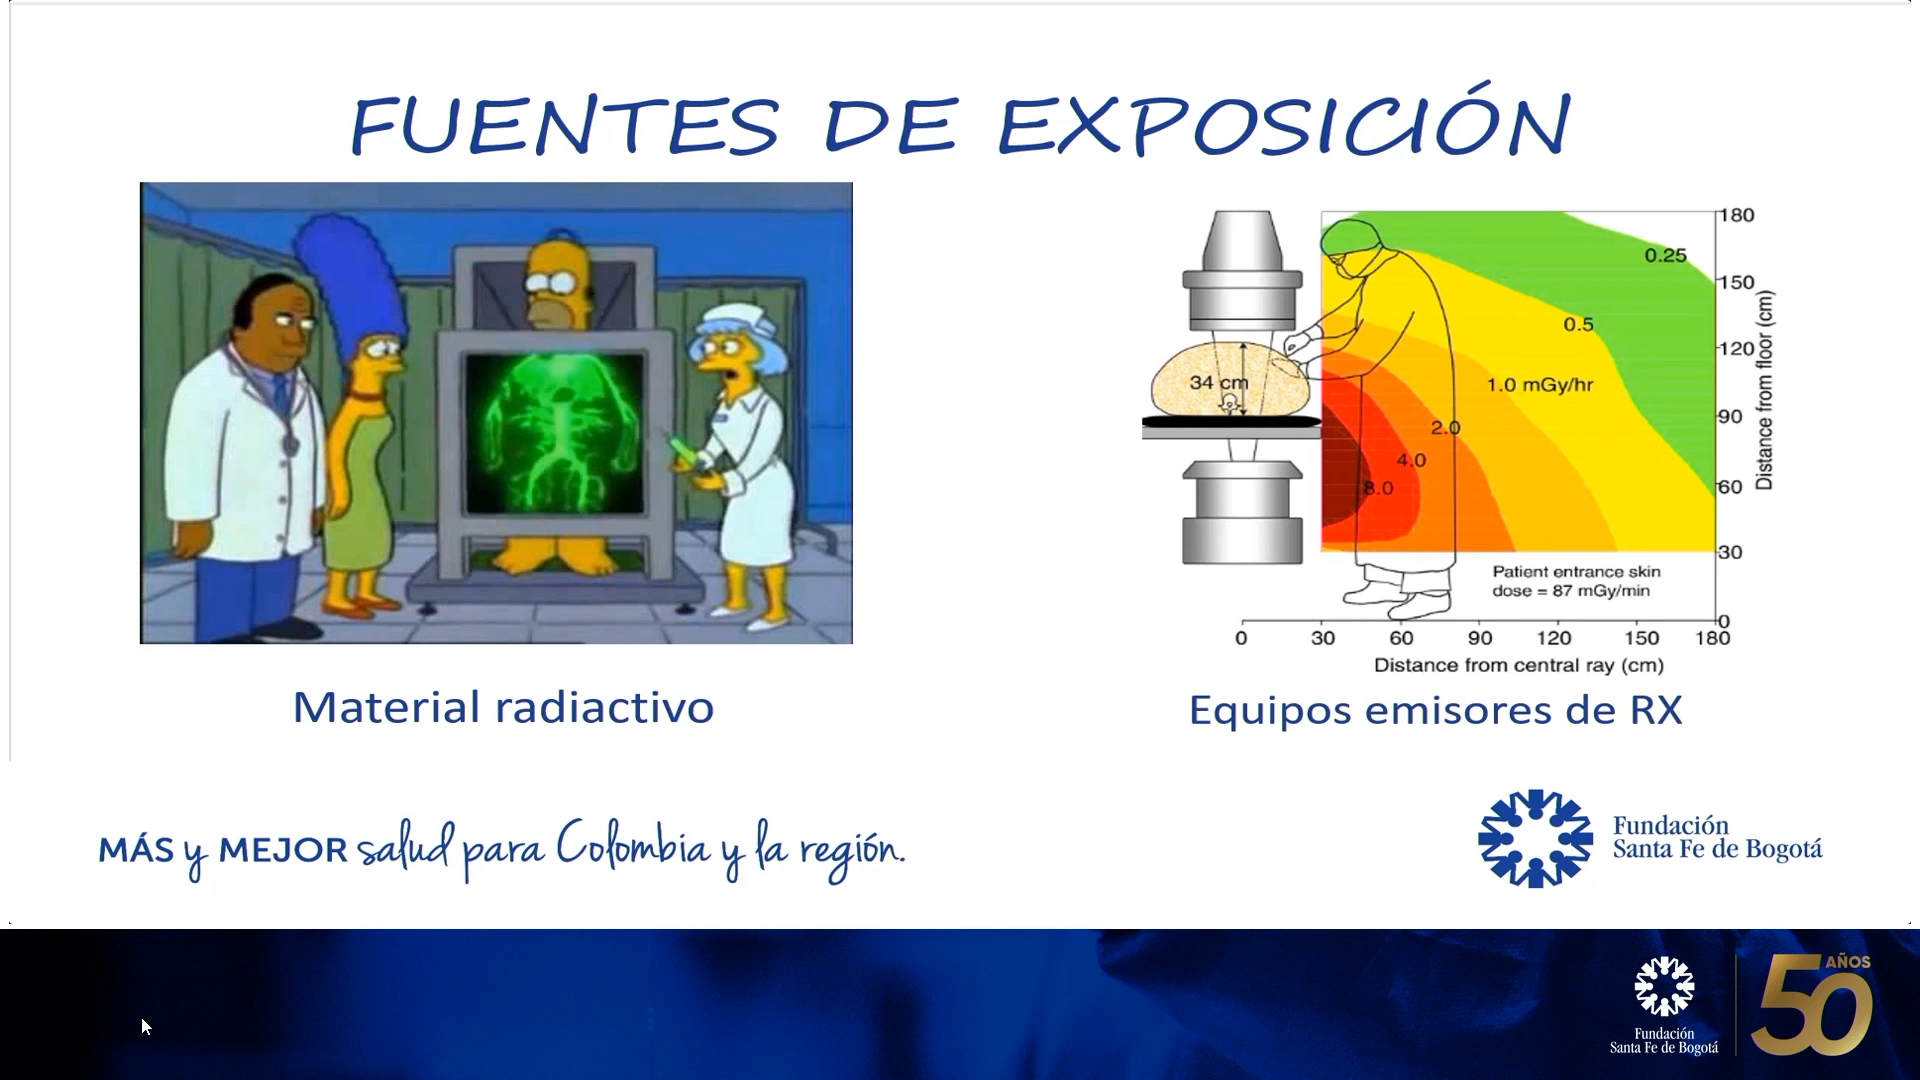 FUENTES DE EXPOSICIÓN
180
0.25
150
0.5
120
34 cm
1.0 mGy/hr
90
2.0
4.0
60
8.0
30
Distance from floor (cm)
Patient entrance skin
dose = 87 mGy/min
0
0 30 60 90 120 150 180
Distance from central ray (cm)
Material radiactivo
Equipos emisores de RX
MÁS y MEJOR salud para Colombia y la región.
Fundación
Santa Fe de Bogotá
Fundación
Santa Fe de Bogotá
50 AÑOS